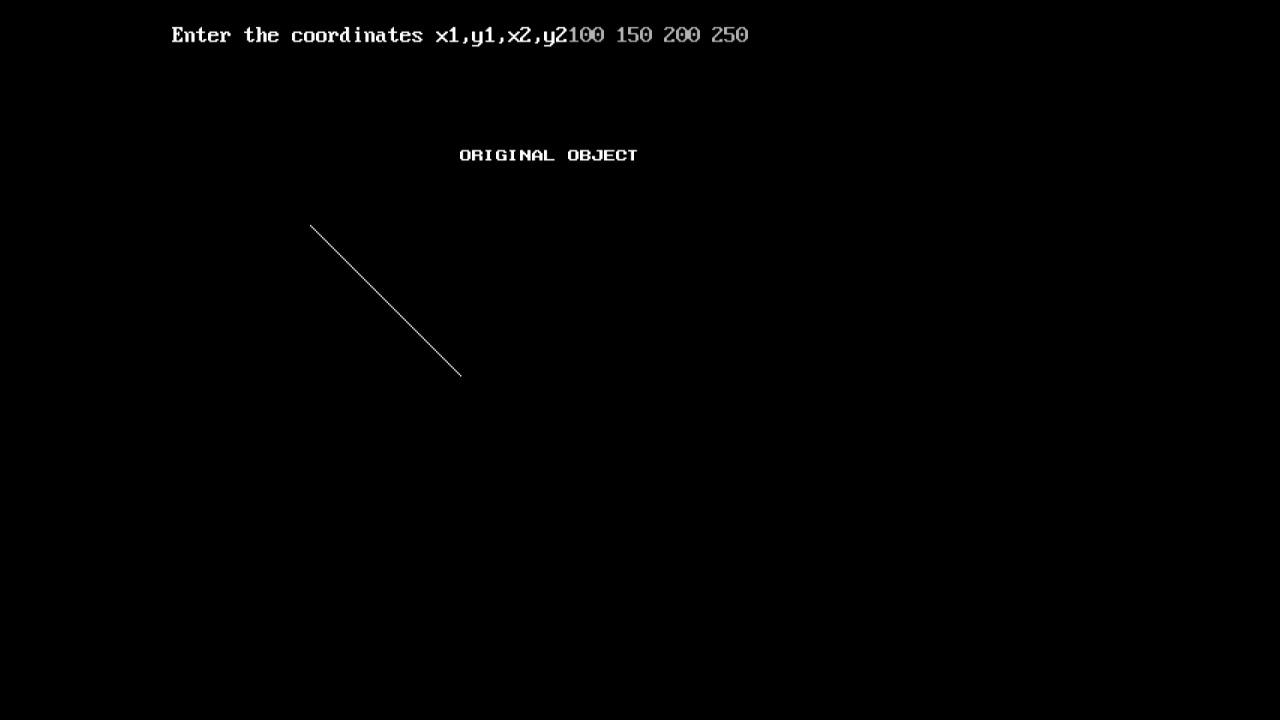 Enter the coordinates x1,y1,x2,y2100 150 200 250
ORIGINAL OBJECT